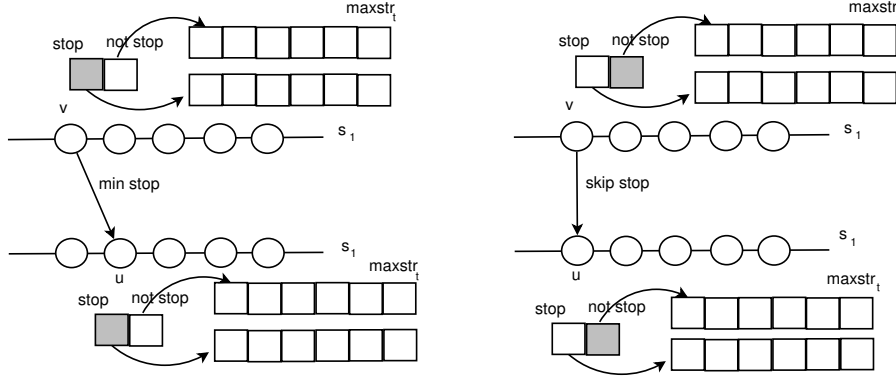 maxstr_t
stop not stop
v
s_1
min stop
s_1
u
maxstr_t
stop not stop
maxstr_t
stop not stop
v
s_1
skip stop
s_1
u
maxstr_t
stop not stop